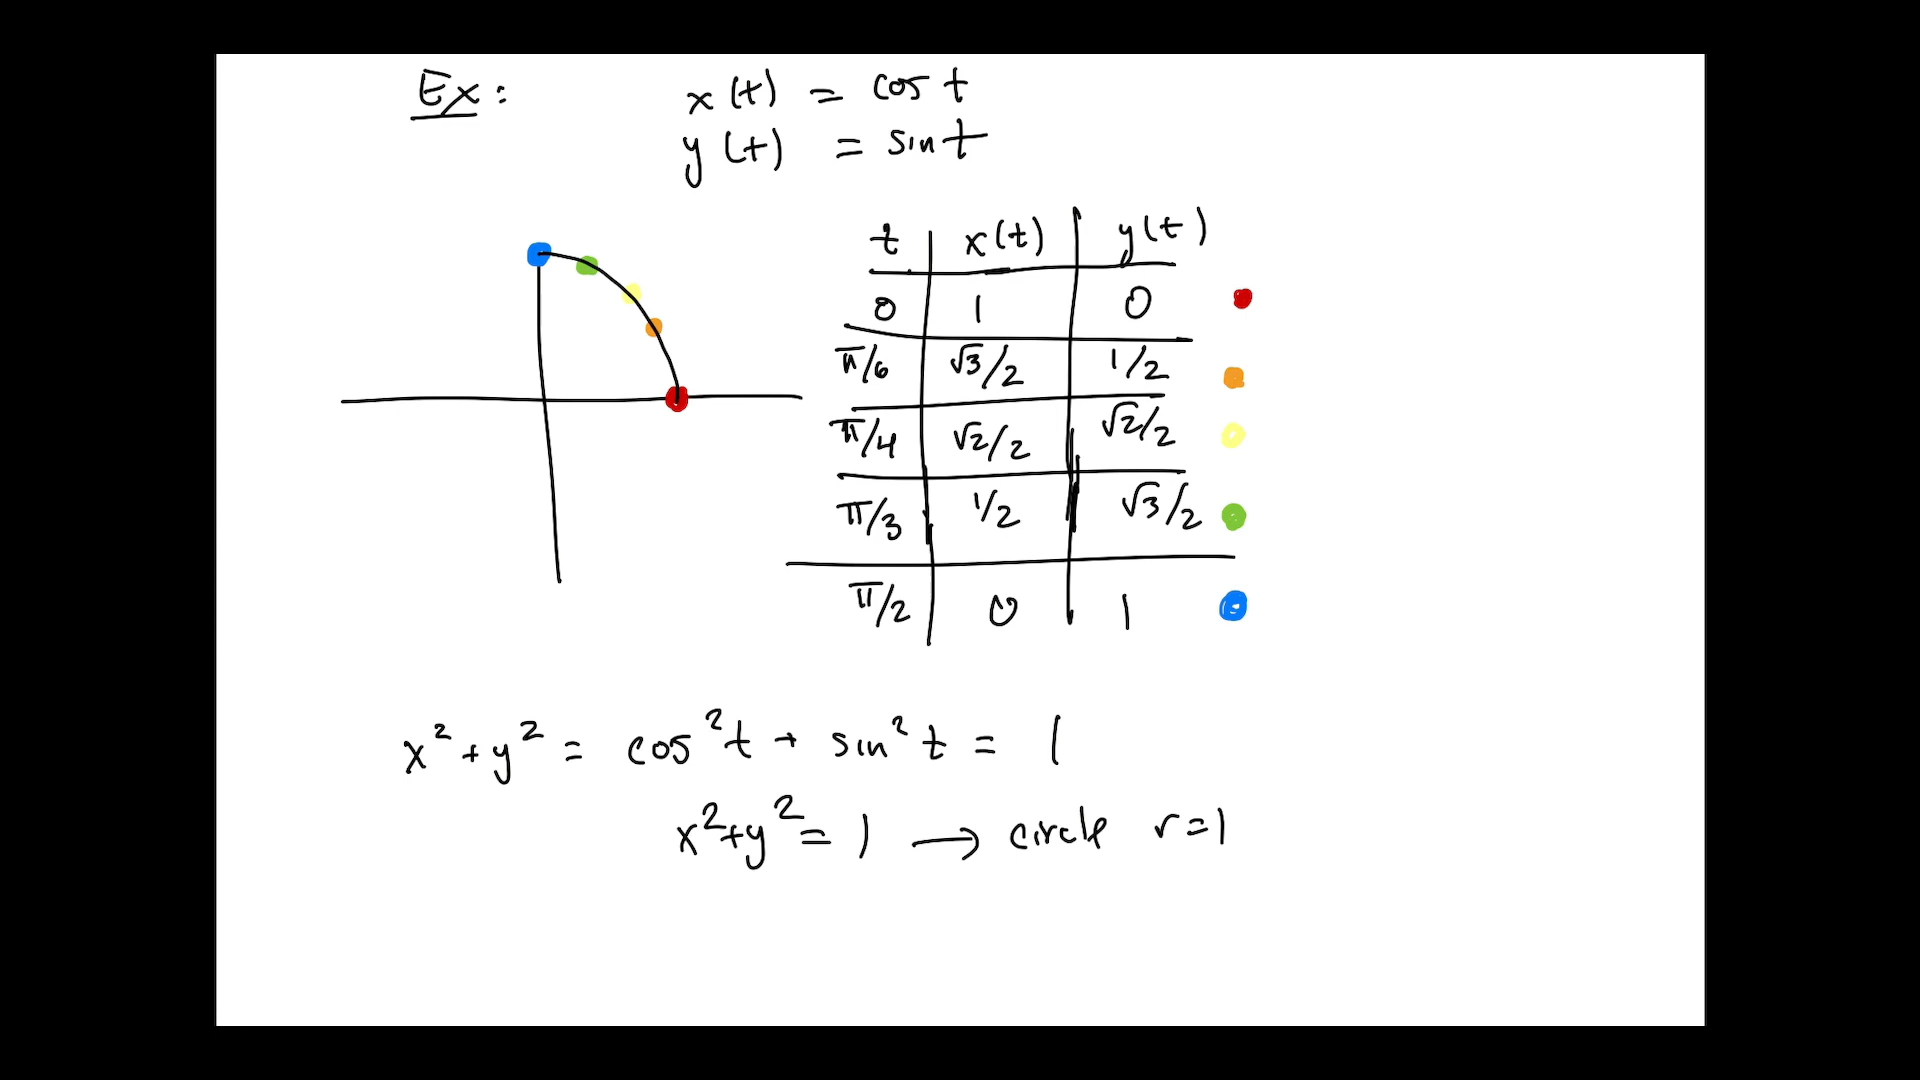 Ex: x(t) = cos t
y(t) = sin t
t x(t) y(t)
0 1 0
π/6 √3/2 1/2
π/4 √2/2 √2/2
π/3 1/2 √3/2
π/2 0 1
x² + y² = cos²t + sin²t = 1
x²+y² = 1 → circle r=1